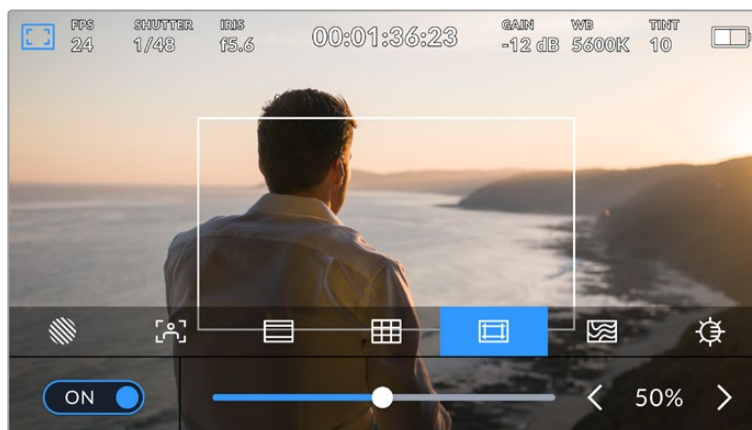 FPS SHUTTER IRIS 00:01:36:23 GAIN WB TINT
24 1/48 f5.6 -12 dB 5600K 10
ON 50%